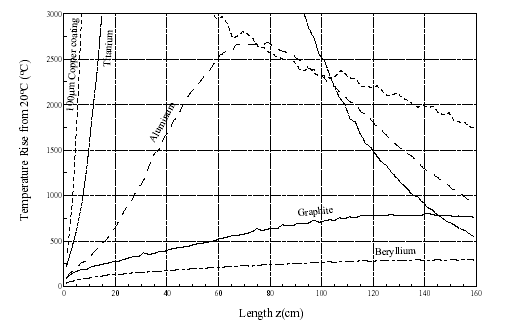 3000
2500
2000
1500
1000
500
0
0
20
40
60
80
100
120
140
160
Temperature Rise from 20°C (°C)
Length z(cm)
100μm Copper coating
Titanium
Aluminum
Graphite
Beryllium